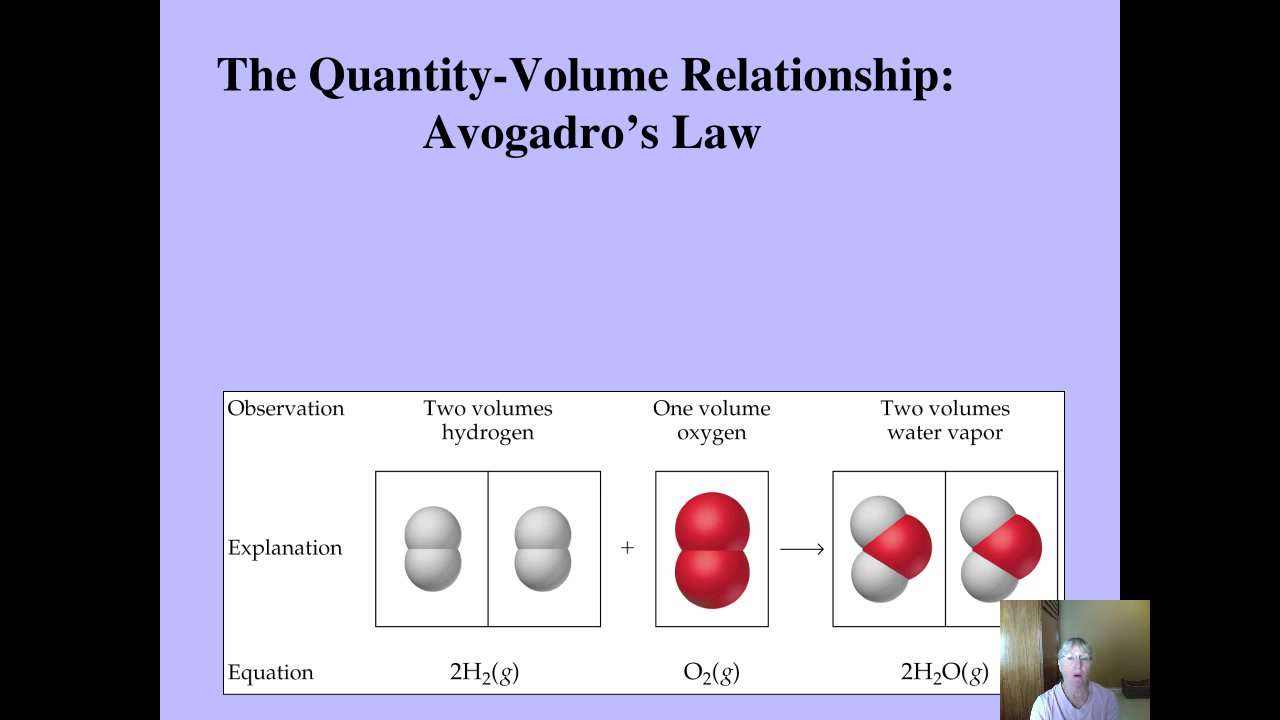 The Quantity-Volume Relationship:
Avogadro’s Law
Observation
Two volumes
hydrogen
One volume
oxygen
Two volumes
water vapor
Explanation
+
⟶
Equation
2H₂(g)
O₂(g)
2H₂O(g)